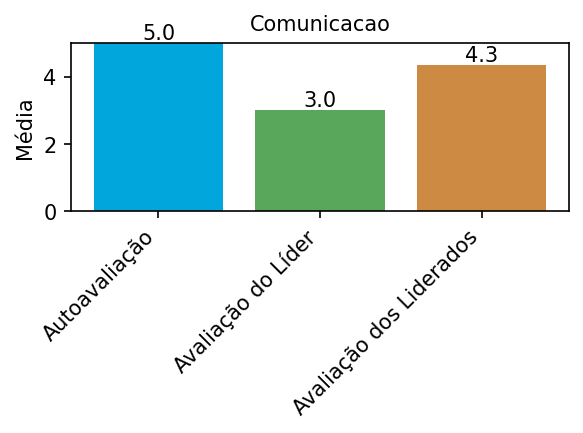 Comunicacao
5.0
3.0
4.3
Média
4
2
0
Autoavaliação
Avaliação do Líder
Avaliação dos Liderados